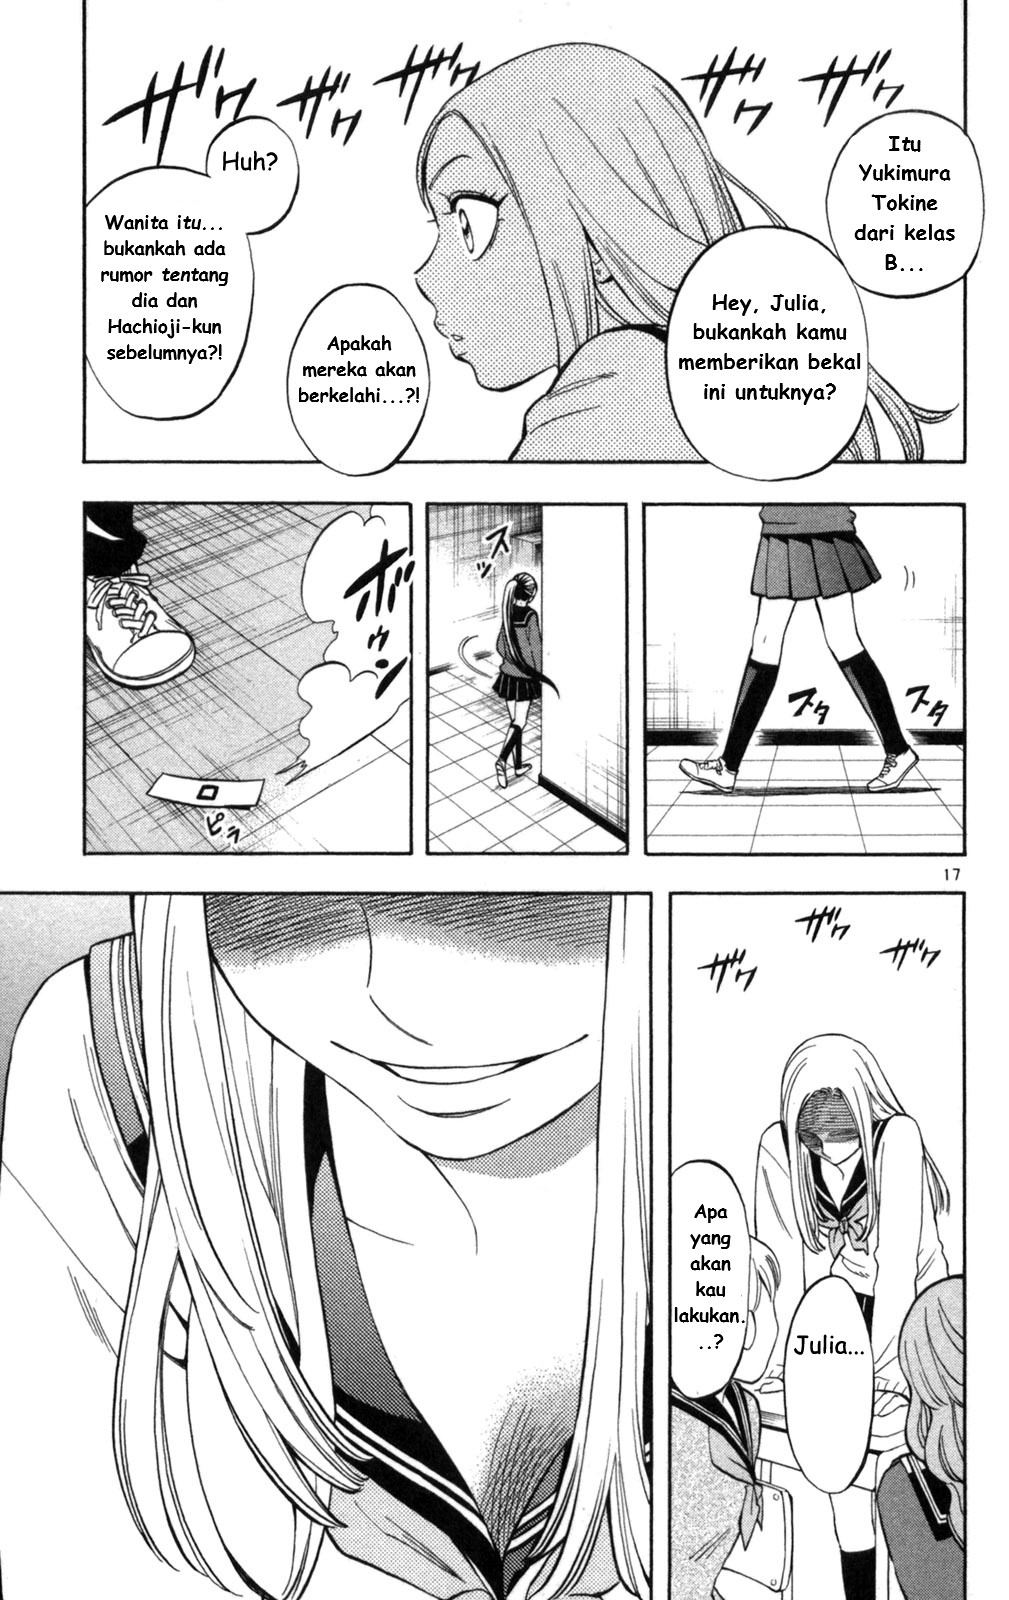 ザワ
ザワ
ザワ
ザワ
ザワ
Itu
Yukimura
Tokine
dari kelas
B...
Hey, Julia,
bukankah kamu
memberikan bekal
ini untuknya?
Apakah
mereka akan
berkelahi...?!
Huh?
Wanita itu...
bukankah ada
rumor tentang
dia dan
Hachioji-kun
sebelumnya?!
スタ
スタ
スッ
ボウン
ピラ
ロ
17
ザワ
ザワ
ザワ
Apa
yang
akan
kau
lakukan.
..?
Julia...